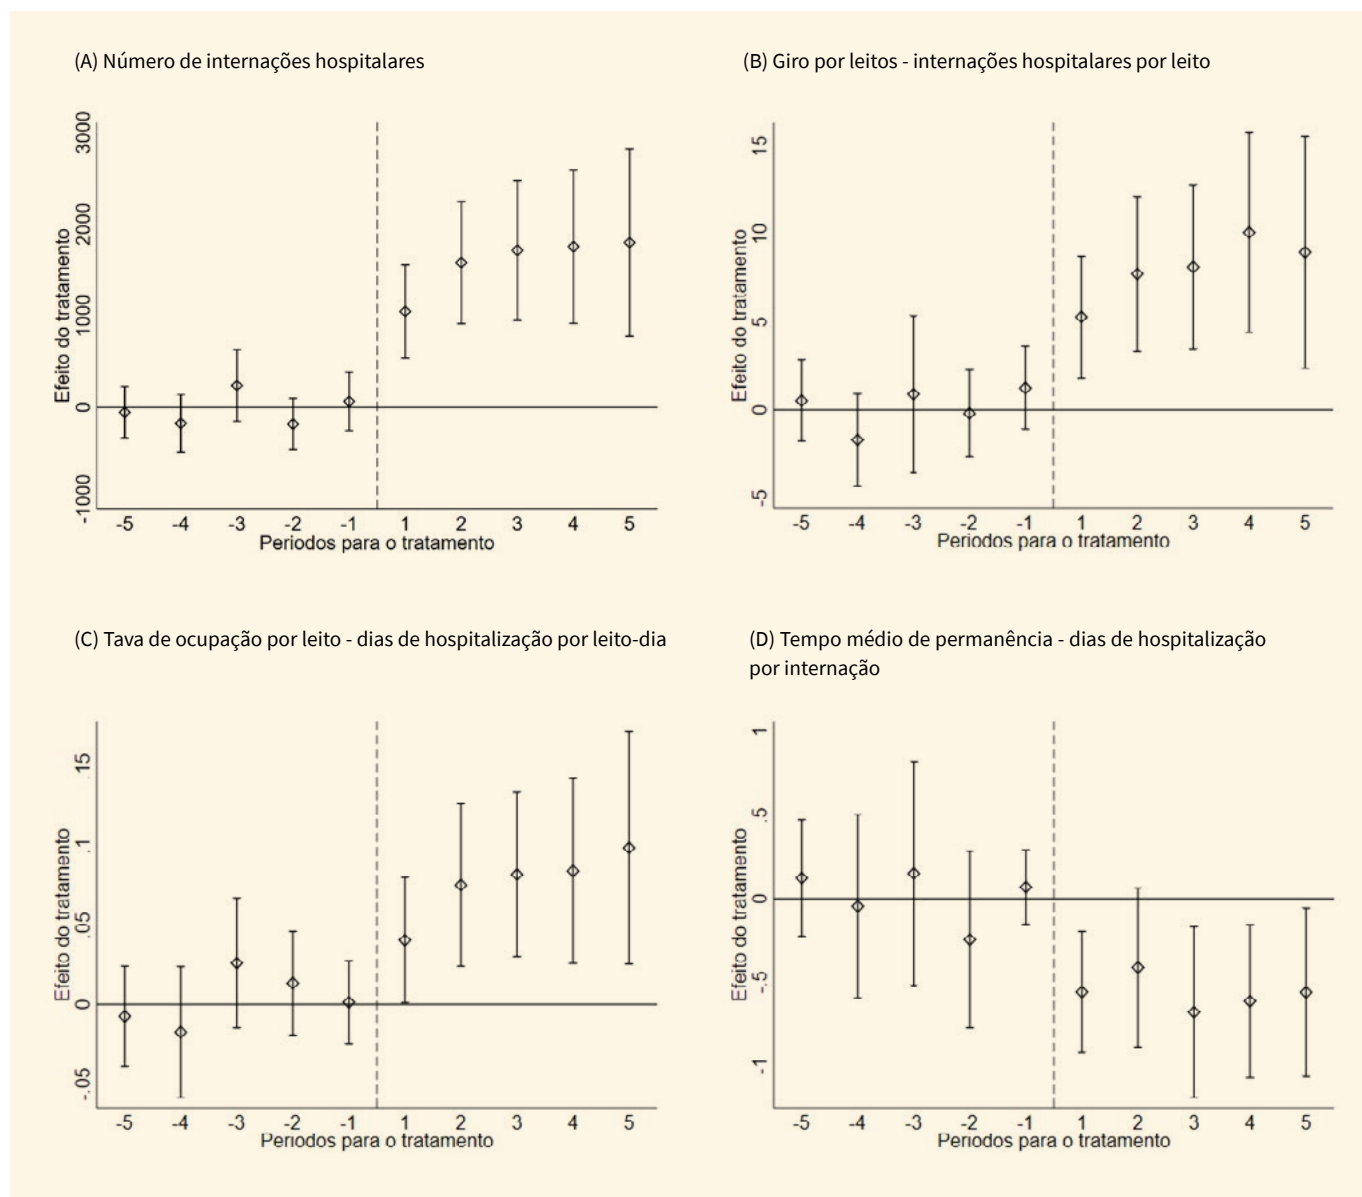 (A) Número de internações hospitalares
3000
2000
1000
0
-1000
Efeito do tratamento
-5 -4 -3 -2 -1 1 2 3 4 5
Periodos para o tratamento
(B) Giro por leitos - internações hospitalares por leito
15
10
5
0
-5
Efeito do tratamento
-5 -4 -3 -2 -1 1 2 3 4 5
Periodos para o tratamento
(C) Tava de ocupação por leito - dias de hospitalização por leito-dia
.15
.1
.05
0
-.05
Efeito do tratamento
-5 -4 -3 -2 -1 1 2 3 4 5
Periodos para o tratamento
(D) Tempo médio de permanência - dias de hospitalização
por internação
1
.5
0
-.5
-1
Efeito do tratamento
-5 -4 -3 -2 -1 1 2 3 4 5
Periodos para o tratamento